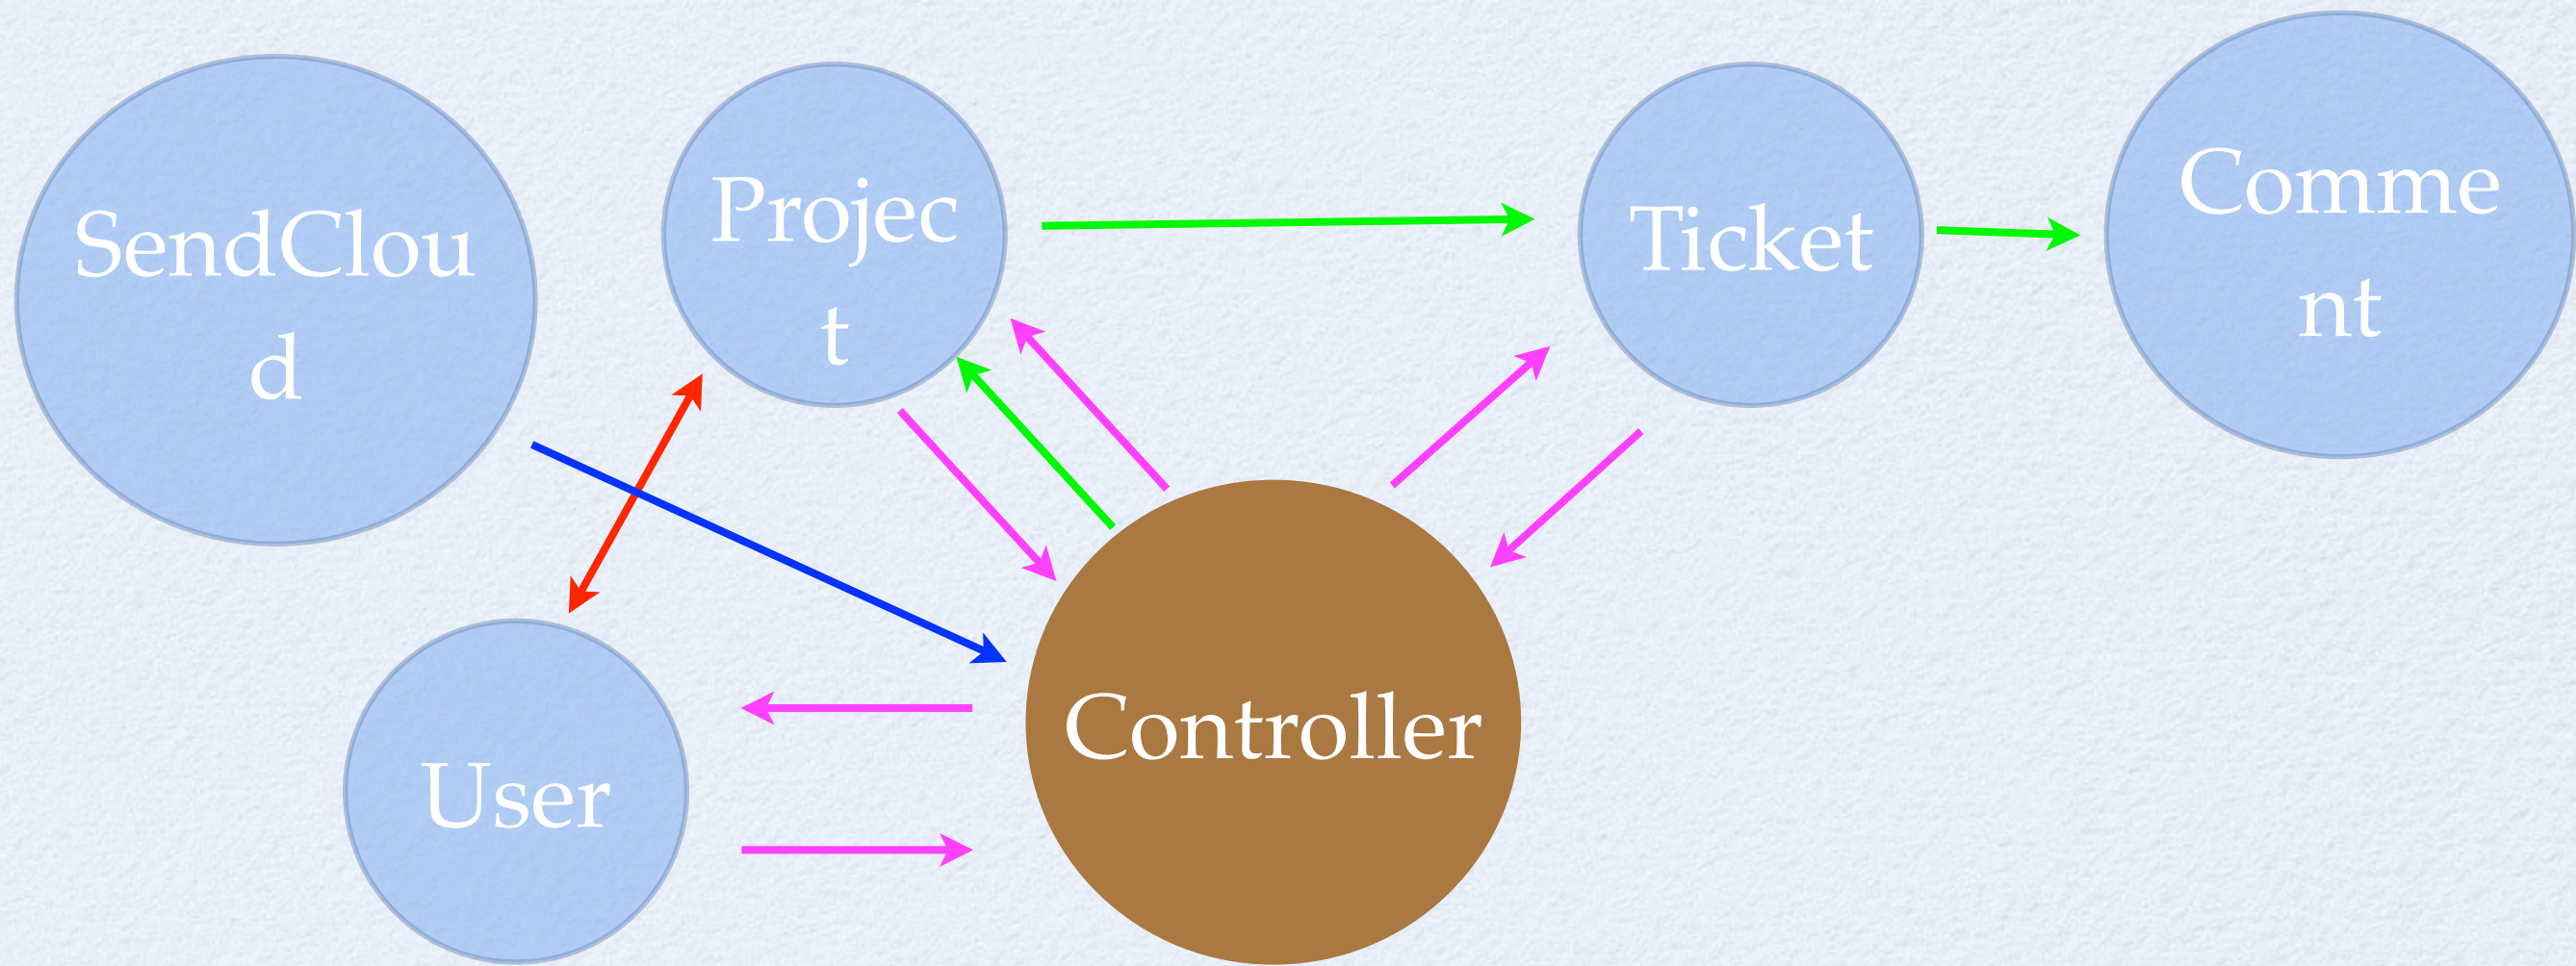 SendClou
d
Projec
t
Ticket
Comme
nt
User
Controller